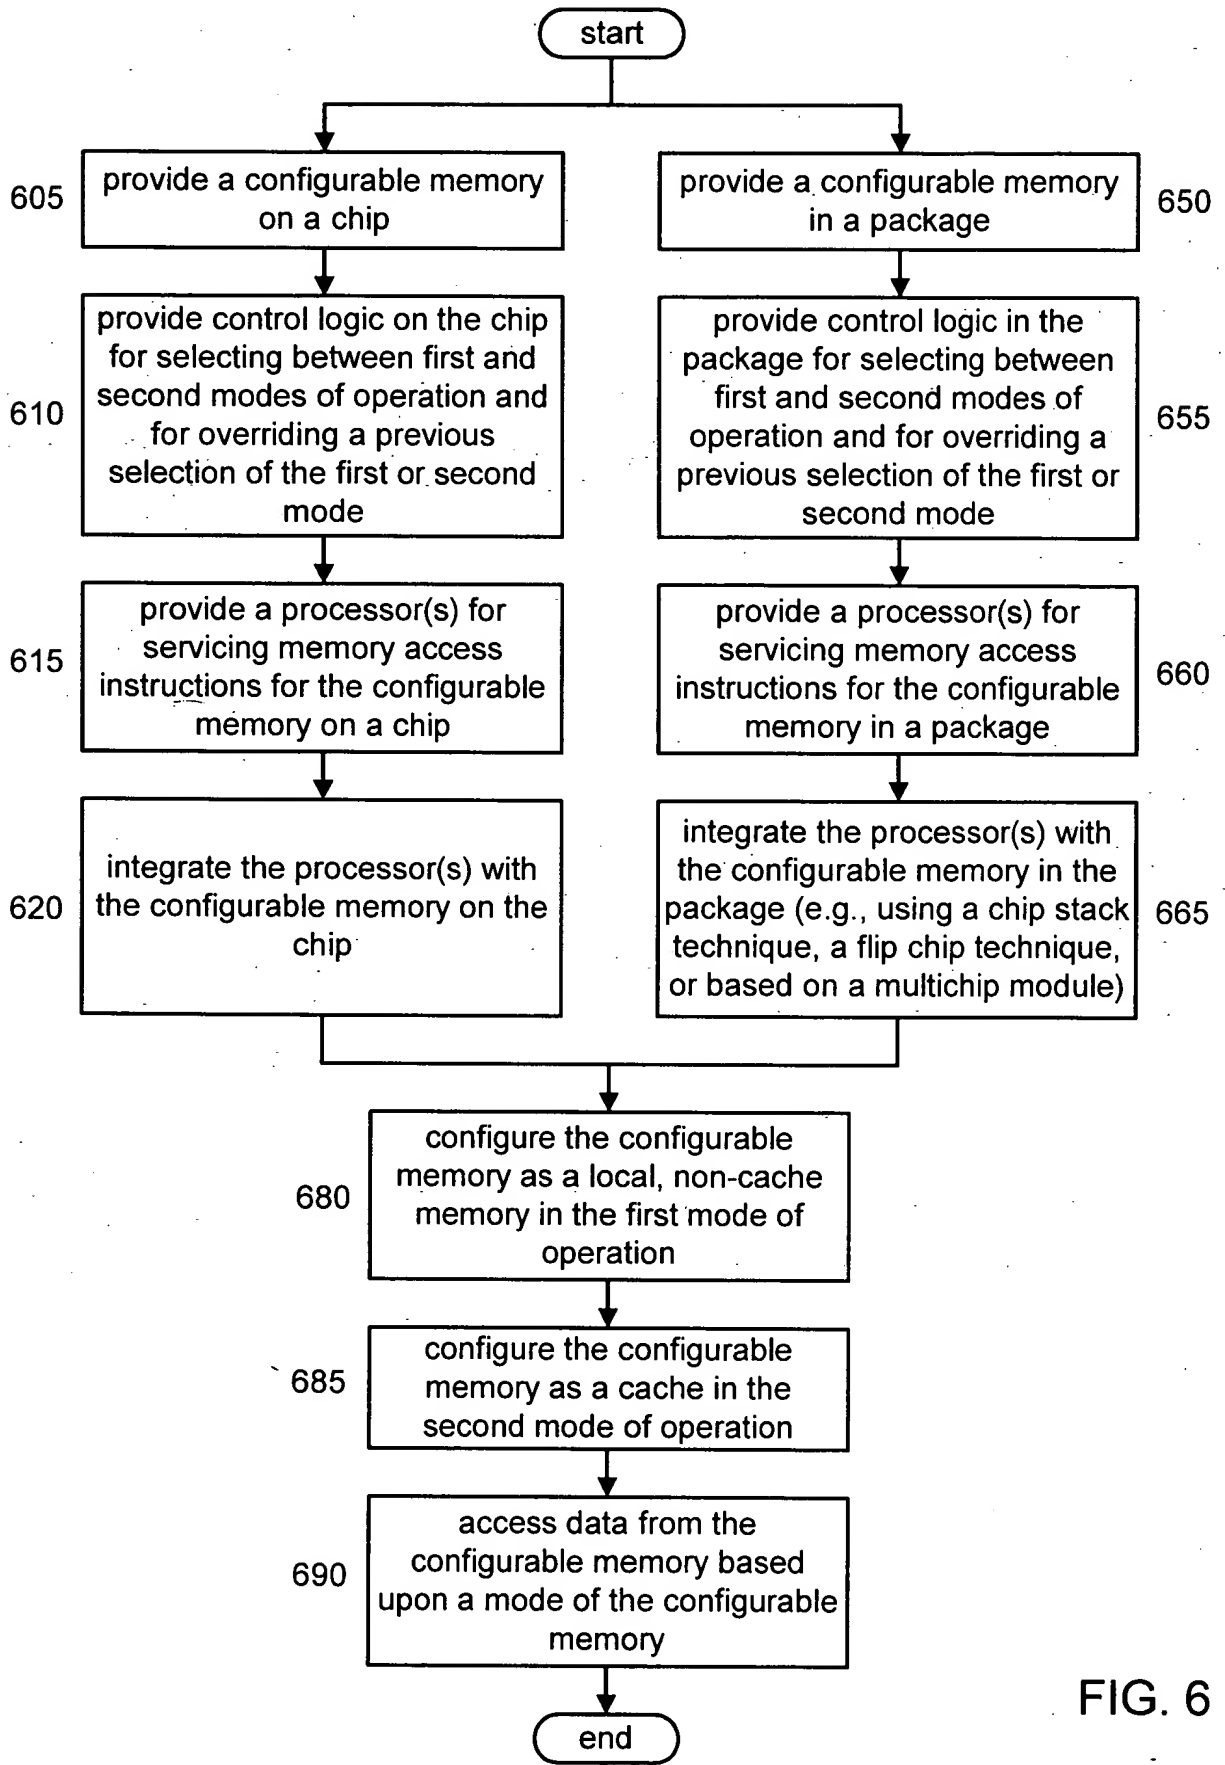 start
605
provide a configurable memory
on a chip
610
provide control logic on the chip
for selecting between first and
second modes of operation and
for overriding a previous
selection of the first or second
mode
615
provide a processor(s) for
servicing memory access
instructions for the configurable
memory on a chip
620
integrate the processor(s) with
the configurable memory on the
chip
provide a configurable memory
in a package
650
provide control logic in the
package for selecting between
first and second modes of
operation and for overriding a
previous selection of the first or
second mode
655
provide a processor(s) for
servicing memory access
instructions for the configurable
memory in a package
660
integrate the processor(s) with
the configurable memory in the
package (e.g., using a chip stack
technique, a flip chip technique,
or based on a multichip module)
665
680
configure the configurable
memory as a local, non-cache
memory in the first mode of
operation
685
configure the configurable
memory as a cache in the
second mode of operation
690
access data from the
configurable memory based
upon a mode of the configurable
memory
end
FIG. 6